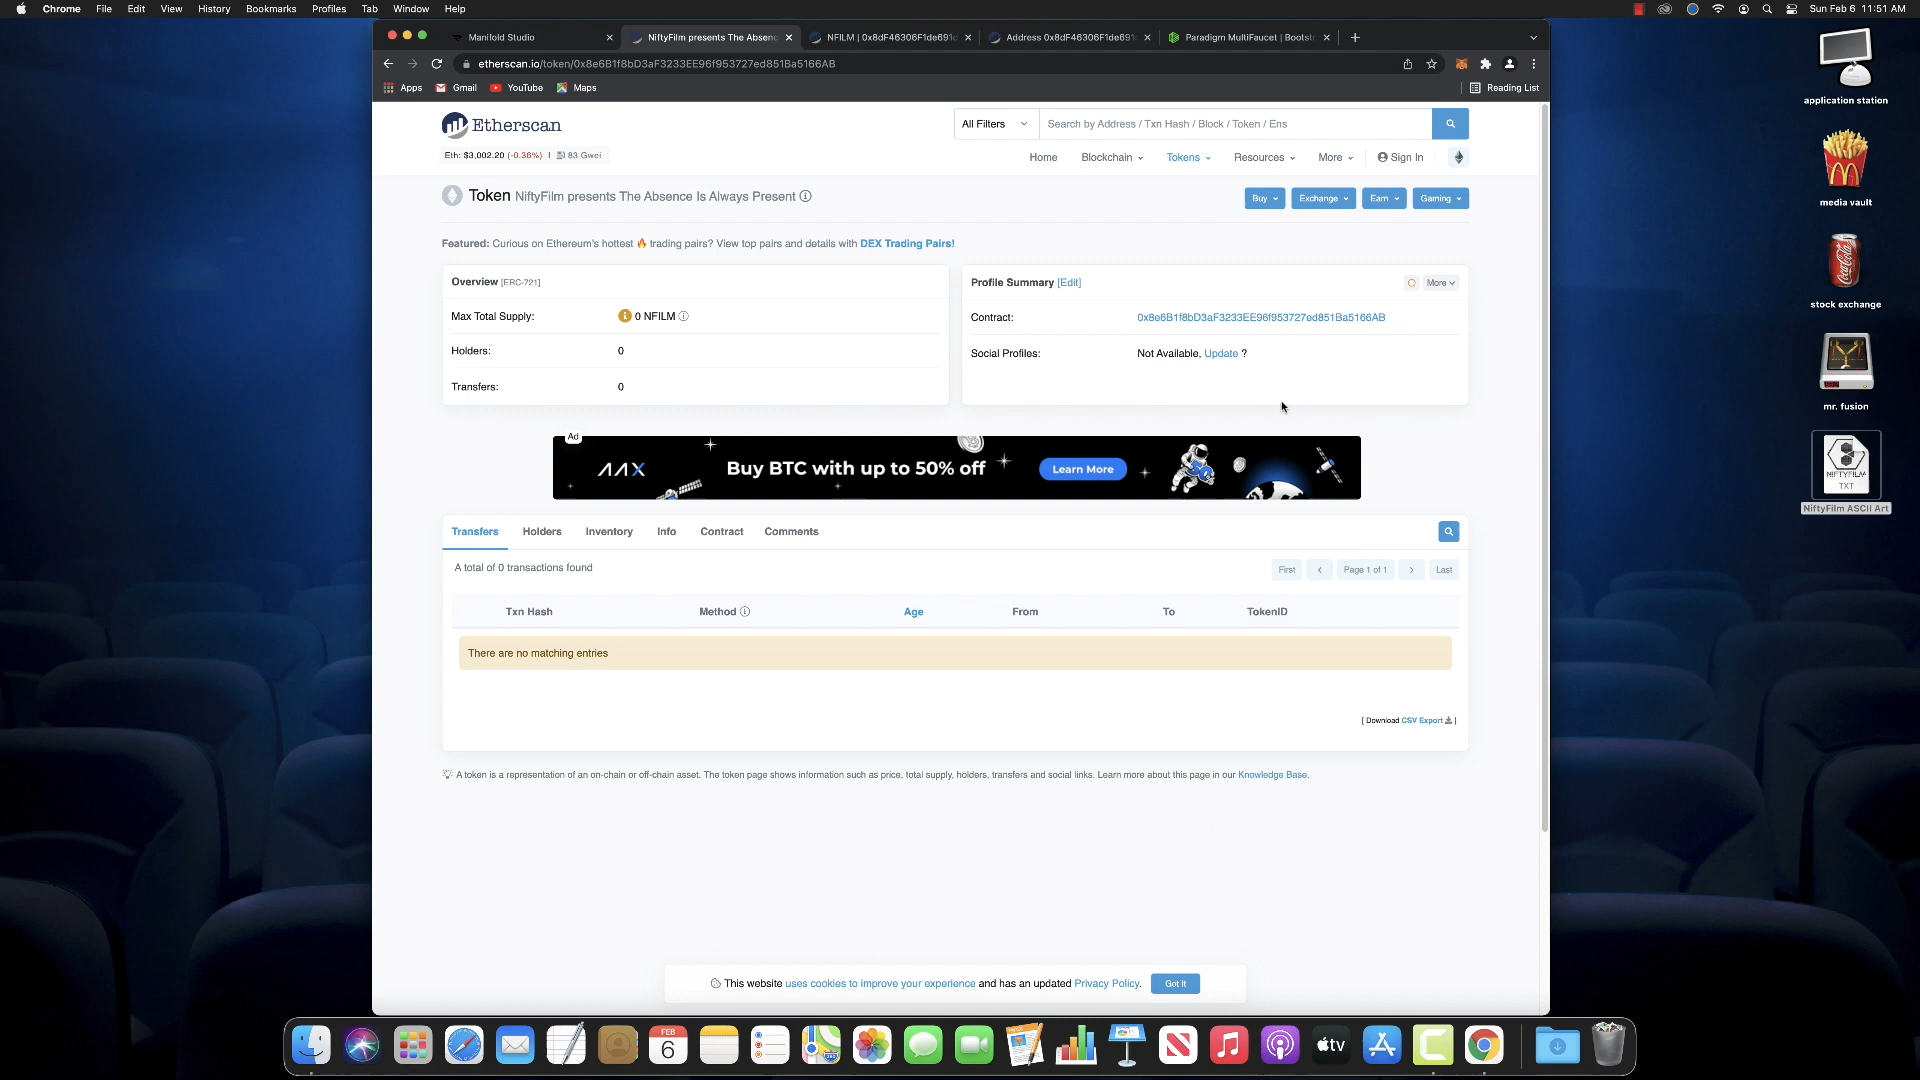 Chrome File Edit View History Bookmarks Profiles Tab Window Help Sun Feb 6 11:51 AM
Manifold Studio NiftyFilm presents The Absenc NFILM | 0x8dF46306F1de691d Address 0x8dF46306F1de691 Paradigm MultiFaucet | Bootstr
etherscan.io/token/0x8e6B1f8bD3aF3233EE96f953727ed851Ba5166AB
Apps Gmail YouTube Maps Reading List
Etherscan
All Filters Search by Address / Txn Hash / Block / Token / Ens
Eth: $3,002.20 (-0.36%) | 83 Gwei
Home Blockchain Tokens Resources More Sign In
Token NiftyFilm presents The Absence Is Always Present
Buy Exchange Earn Gaming
Featured: Curious on Ethereum's hottest trading pairs? View top pairs and details with DEX Trading Pairs!
Overview [ERC-721]
Max Total Supply: 0 NFILM
Holders: 0
Transfers: 0
Profile Summary [Edit] More
Contract: 0x8e6B1f8bD3aF3233EE96f953727ed851Ba5166AB
Social Profiles: Not Available, Update ?
Ad
AAX Buy BTC with up to 50% off Learn More
Transfers Holders Inventory Info Contract Comments
A total of 0 transactions found
First Page 1 of 1 Last
Txn Hash Method Age From To TokenID
There are no matching entries
[ Download CSV Export ]
A token is a representation of an on-chain or off-chain asset. The token page shows information such as price, total supply, holders, transfers and social links. Learn more about this page in our Knowledge Base.
This website uses cookies to improve your experience and has an updated Privacy Policy. Got It
application station
media vault
Coca-Cola
stock exchange
mr. fusion
NIFTYFILM
TXT
NiftyFilm ASCII Art
FEB
6
tv